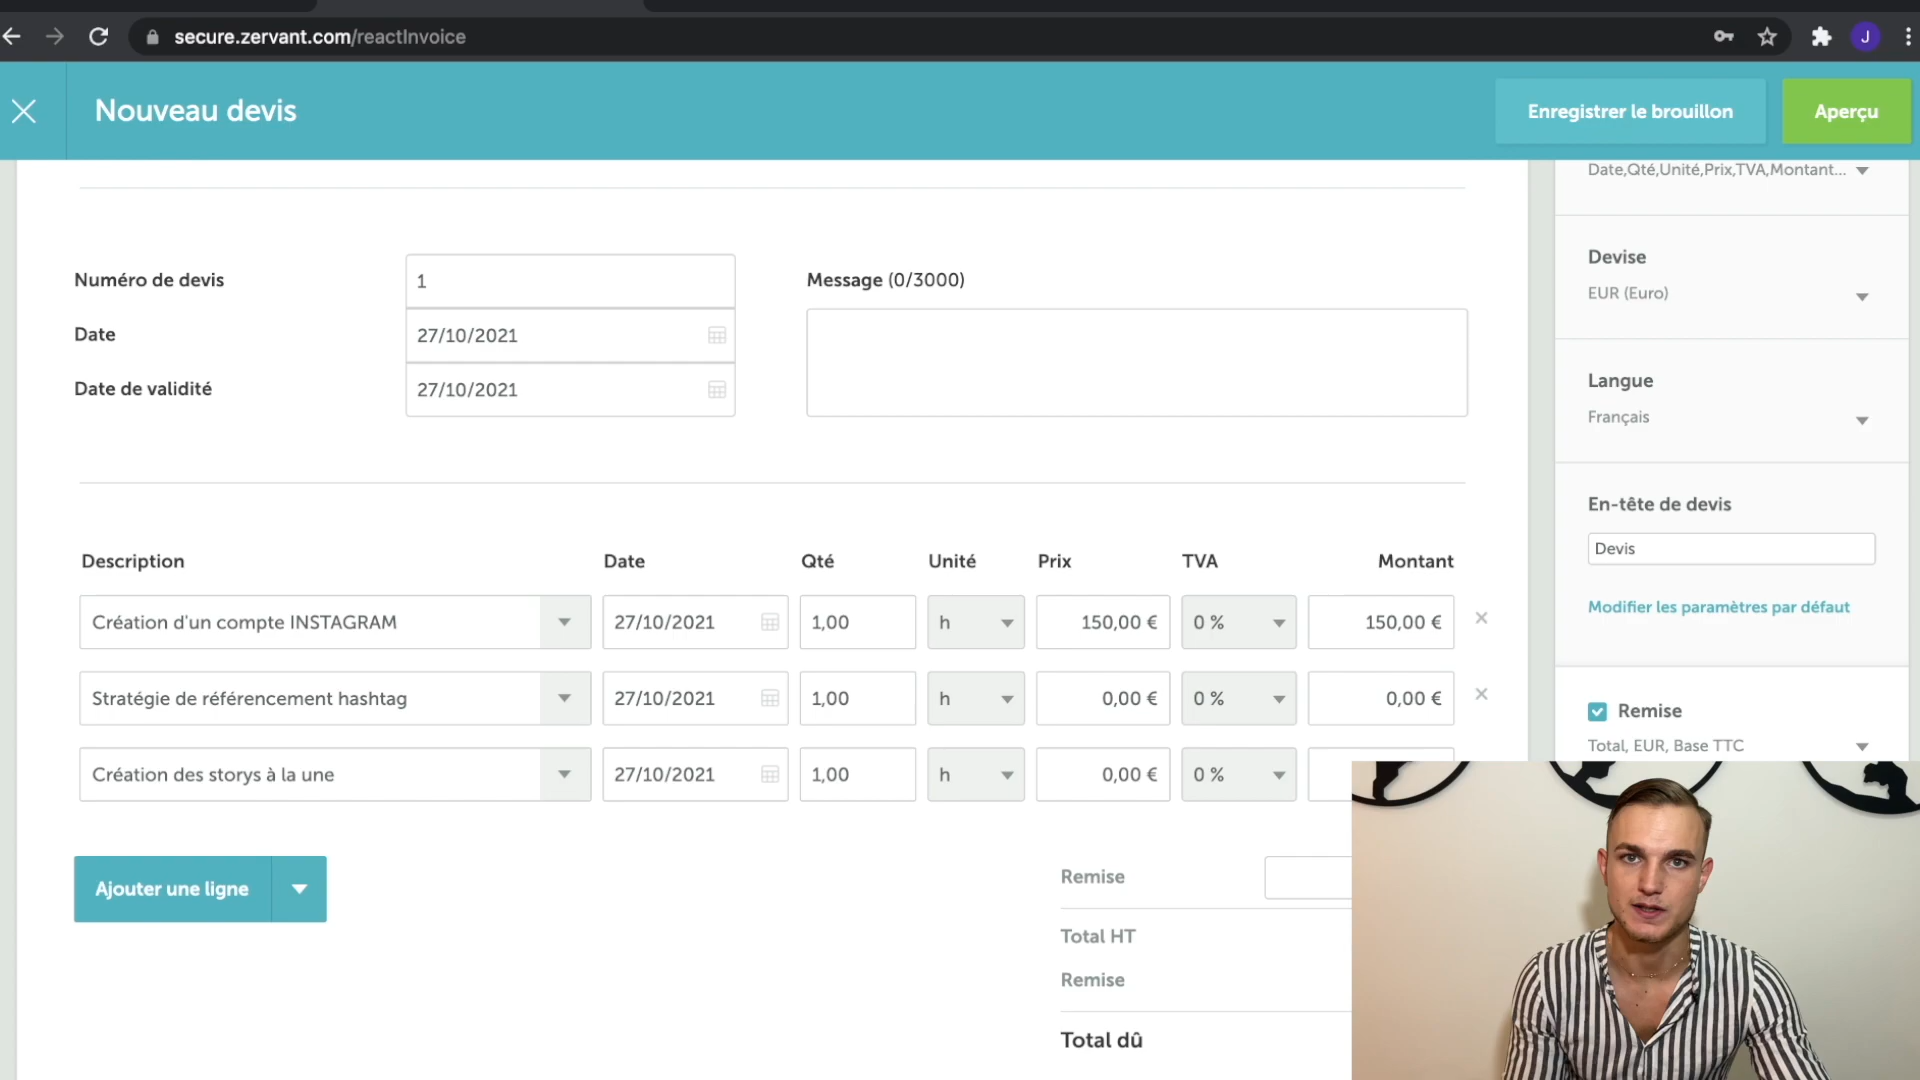 secure.zervant.com/reactInvoice
J
Nouveau devis
Enregistrer le brouillon
Aperçu
Date,Qté,Unité,Prix,TVA,Montant...
Numéro de devis
1
Date
27/10/2021
Date de validité
27/10/2021
Message (0/3000)
Devise
EUR (Euro)
Langue
Français
En-tête de devis
Devis
Modifier les paramètres par défaut
Remise
Total, EUR, Base TTC
Description Date Qté Unité Prix TVA Montant
Création d'un compte INSTAGRAM 27/10/2021 1,00 h 150,00 € 0 % 150,00 €
Stratégie de référencement hashtag 27/10/2021 1,00 h 0,00 € 0 % 0,00 €
Création des storys à la une 27/10/2021 1,00 h 0,00 € 0 %
Ajouter une ligne
Remise
Total HT
Remise
Total dû